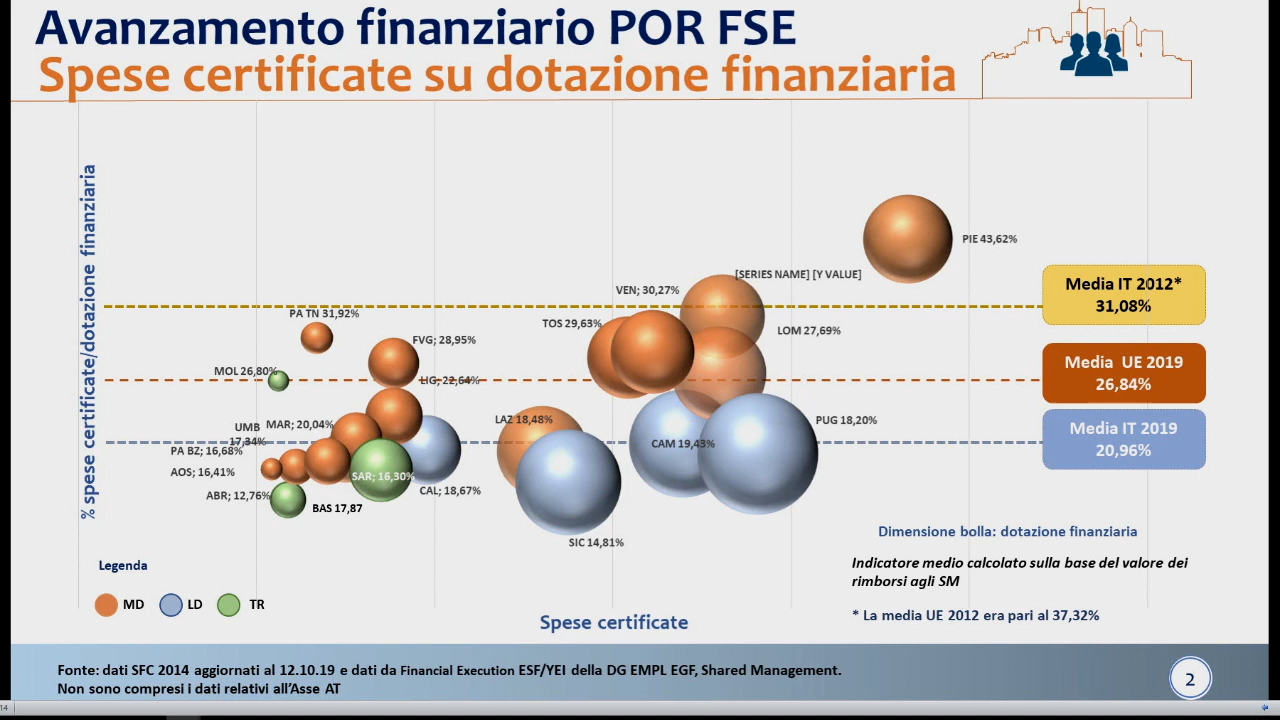 Avanzamento finanziario POR FSE
Spese certificate su dotazione finanziaria
% spese certificate/dotazione finanziaria
PIE 43,62%
[SERIES NAME] [Y VALUE]
VEN; 30,27%
Media IT 2012*
31,08%
PA TN 31,92%
TOS 29,63%
LOM 27,69%
FVG; 28,95%
Media UE 2019
26,84%
MOL 26,80%
LIG; 22,64%
LAZ 18,48%
PUG 18,20%
Media IT 2019
20,96%
UMB
17,34%
MAR; 20,04%
CAM 19,43%
PA BZ; 16,68%
AOS; 16,41%
SAR; 16,30%
CAL; 18,67%
ABR; 12,76%
BAS 17,87
SIC 14,81%
Dimensione bolla: dotazione finanziaria
Indicatore medio calcolato sulla base del valore dei
rimborsi agli SM
Legenda
MD
LD
TR
Spese certificate
* La media UE 2012 era pari al 37,32%
Fonte: dati SFC 2014 aggiornati al 12.10.19 e dati da Financial Execution ESF/YEI della DG EMPL EGF, Shared Management.
Non sono compresi i dati relativi all'Asse AT
2
14